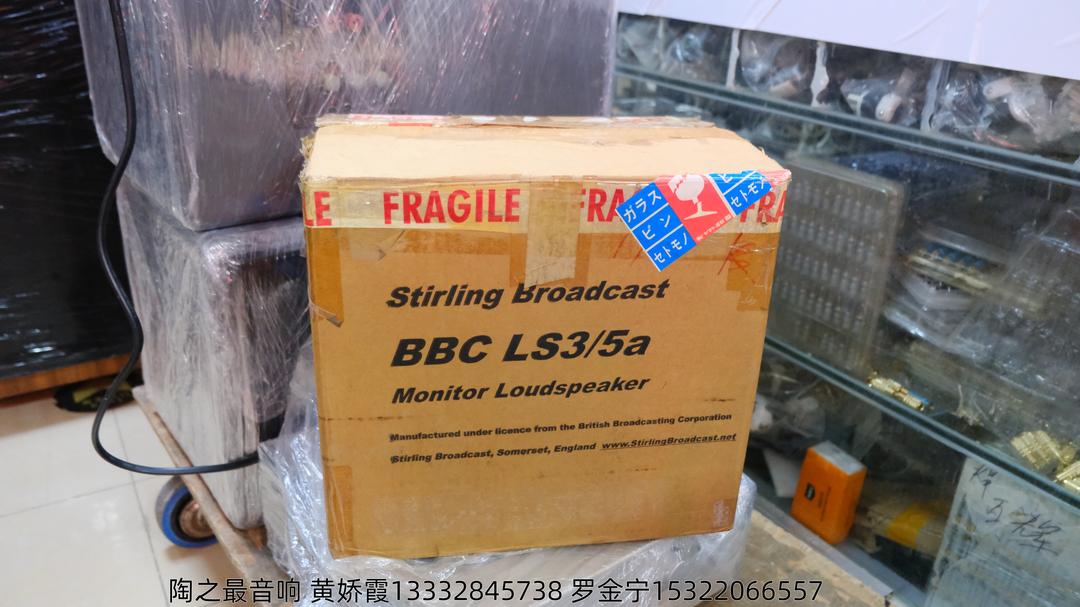 LE FRAGILE FRA FRA
ガラス
ビン
セトモノ
ビ
セトモノ
Stirling Broadcast
BBC LS3/5a
Monitor Loudspeaker
Manufactured under licence from the British Broadcasting Corporation
Stirling Broadcast, Somerset, England www.StirlingBroadcast.net
陶之最音响 黄娇霞13332845738 罗金宁15322066557